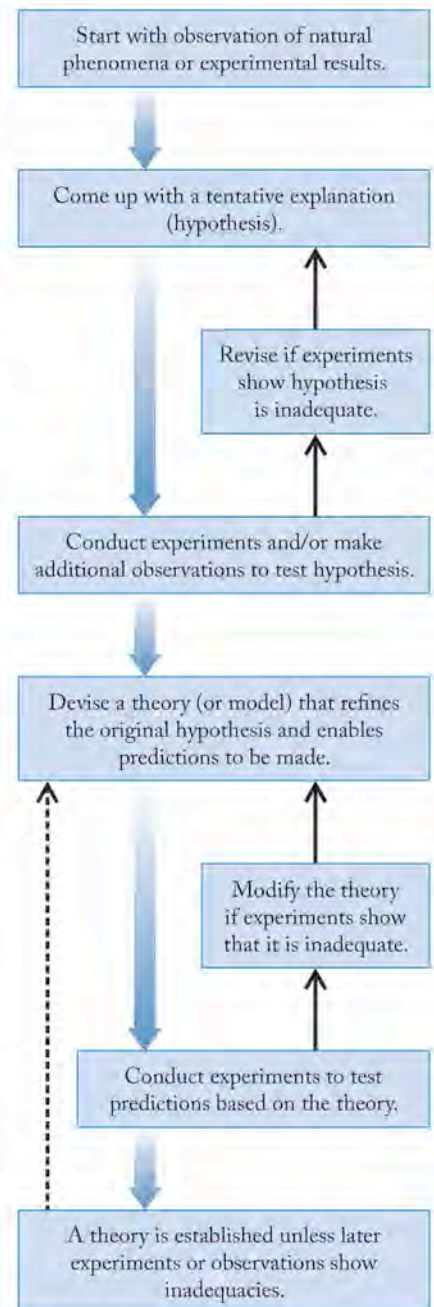 Start with observation of natural
phenomena or experimental results.
Come up with a tentative explanation
(hypothesis).
Revise if experiments
show hypothesis
is inadequate.
Conduct experiments and/or make
additional observations to test hypothesis.
Devise a theory (or model) that refines
the original hypothesis and enables
predictions to be made.
Modify the theory
if experiments show
that it is inadequate.
Conduct experiments to test
predictions based on the theory.
A theory is established unless later
experiments or observations show
inadequacies.